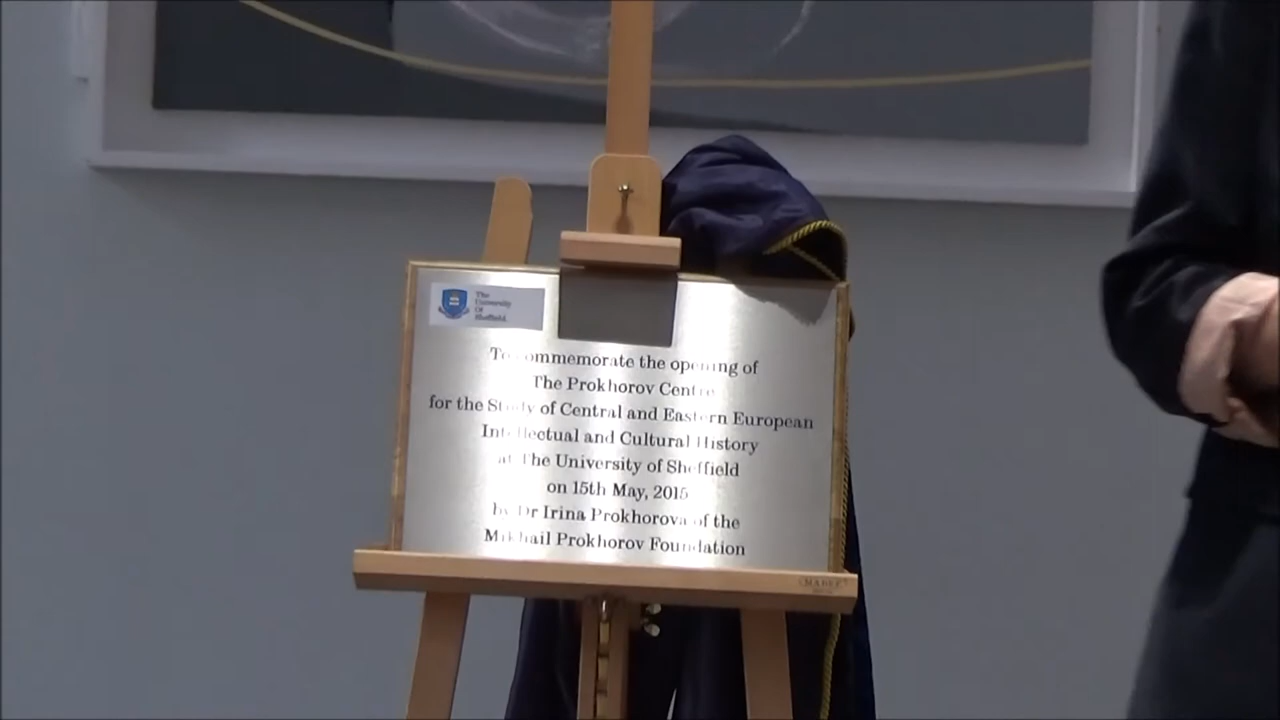 The
University
Of
Sheffield.
To commemorate the opening of
The Prokhorov Centre
for the Study of Central and Eastern European
Intellectual and Cultural History
at The University of Sheffield
on 15th May, 2015
by Dr Irina Prokhorova of the
Mikhail Prokhorov Foundation